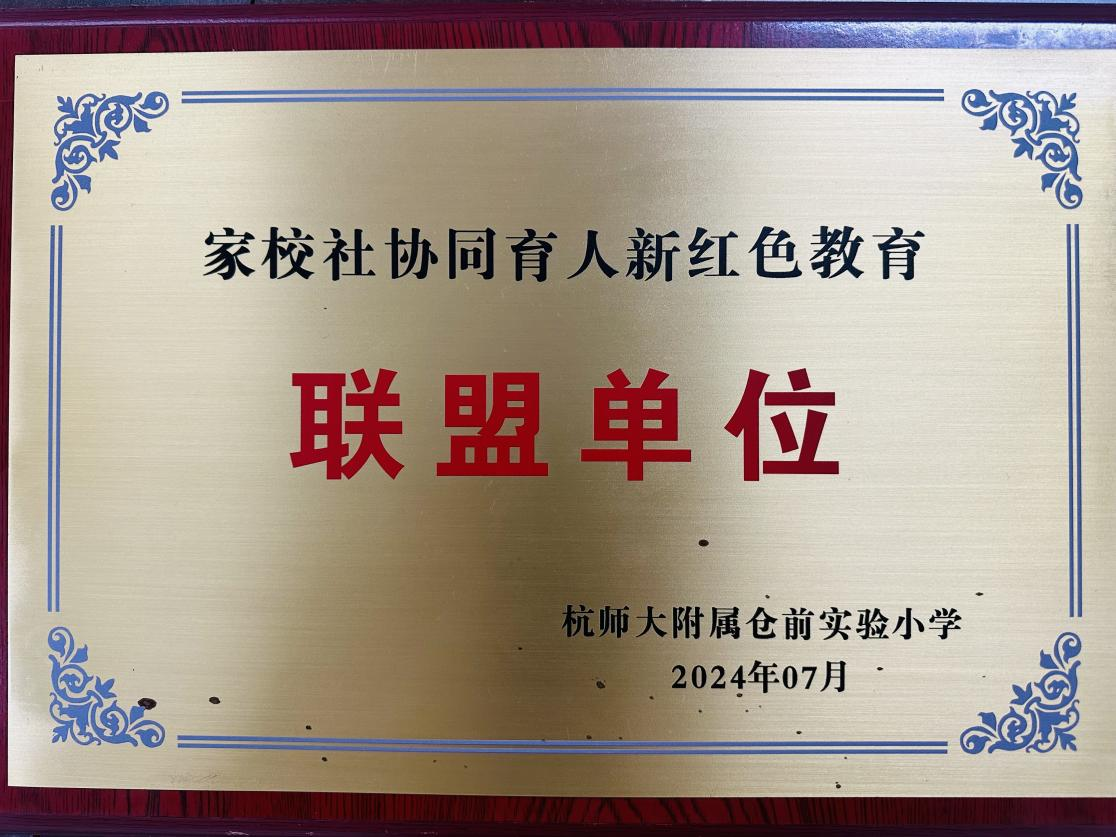 家校社协同育人新红色教育
联盟单位
杭师大附属仓前实验小学
2024年07月